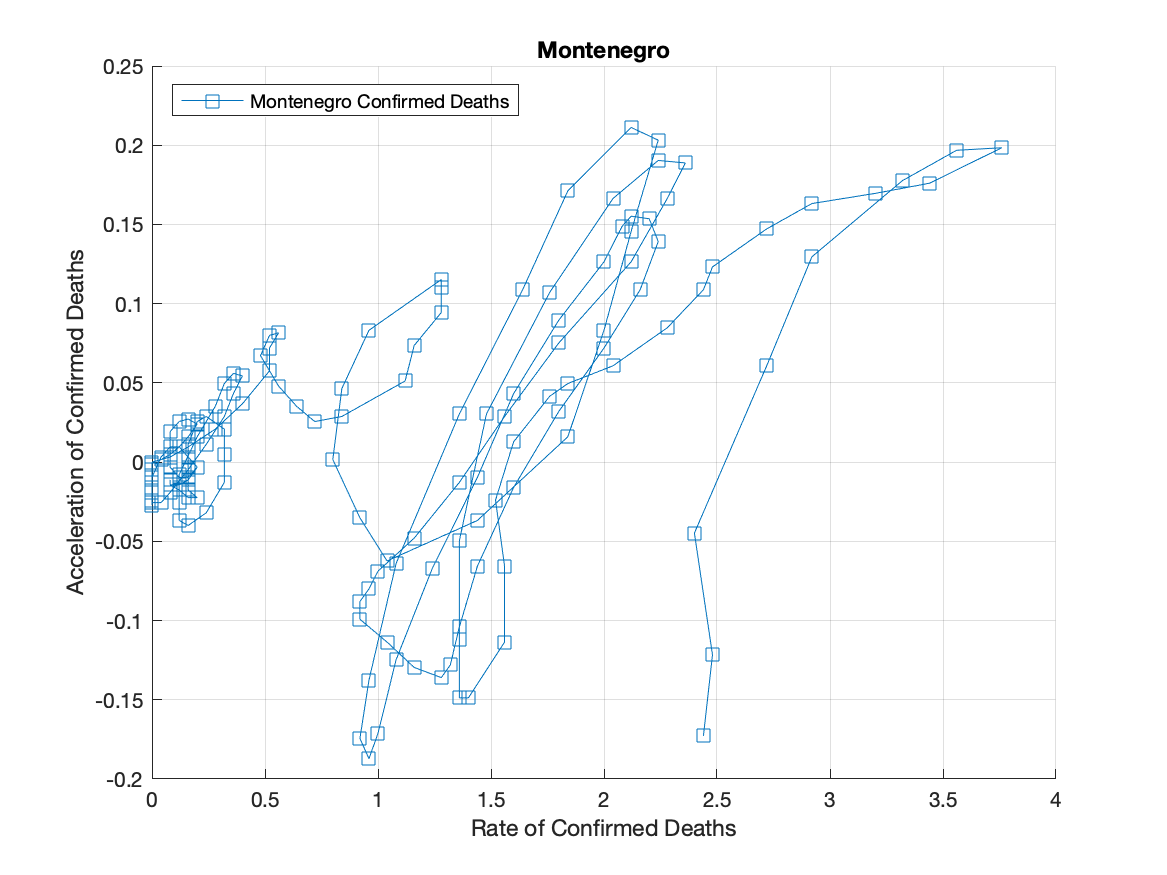 Montenegro
Montenegro Confirmed Deaths
0.25
0.2
0.15
0.1
0.05
0
-0.05
-0.1
-0.15
-0.2
Acceleration of Confirmed Deaths
0 0.5 1 1.5 2 2.5 3 3.5 4
Rate of Confirmed Deaths